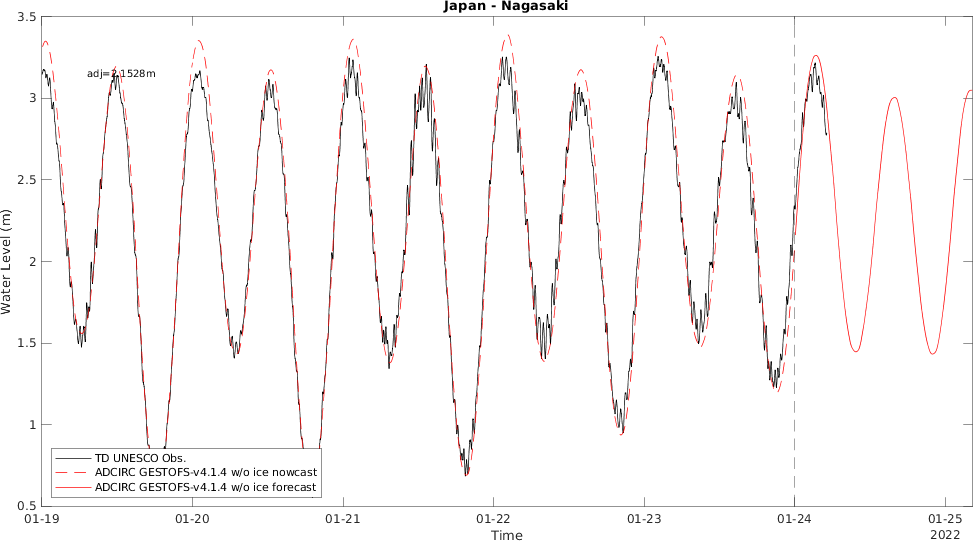 Japan - Nagasaki
3.5
3
2.5
2
1.5
1
0.5
Water Level (m)
adj=2.1528m
TD UNESCO Obs.
ADCIRC GESTOFS-v4.1.4 w/o ice nowcast
ADCIRC GESTOFS-v4.1.4 w/o ice forecast
01-19
01-20
01-21
01-22
01-23
01-24
01-25
Time
2022